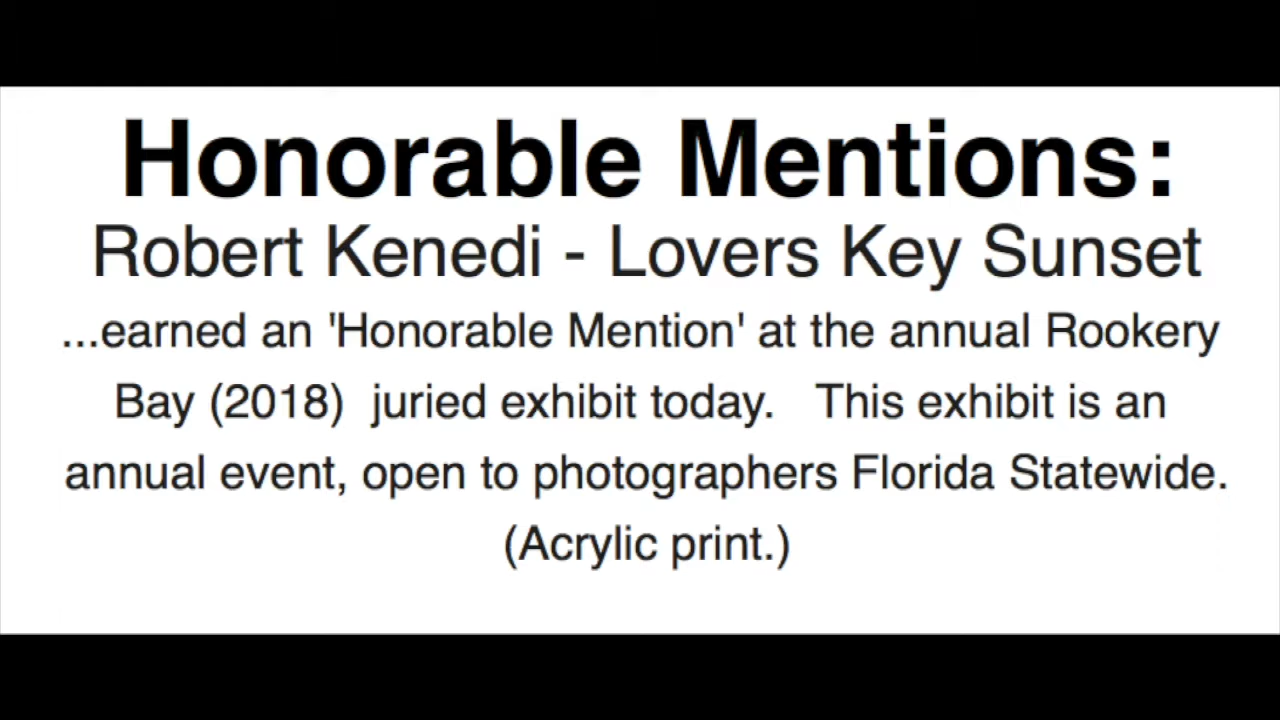 Honorable Mentions:
Robert Kenedi - Lovers Key Sunset
...earned an 'Honorable Mention' at the annual Rookery
Bay (2018)  juried exhibit today.   This exhibit is an
annual event, open to photographers Florida Statewide.
(Acrylic print.)